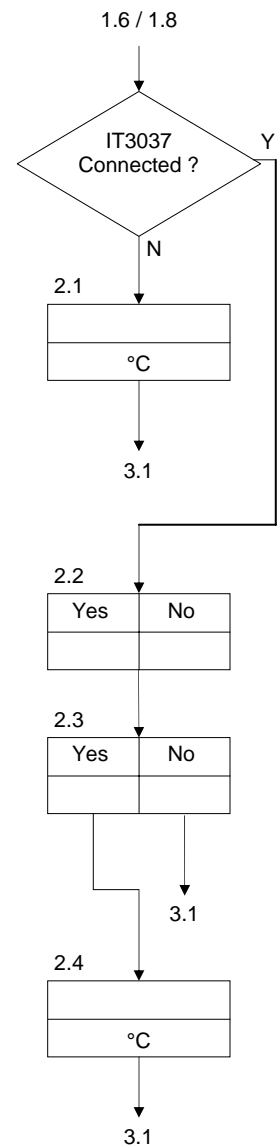 1.6 / 1.8
IT3037
Connected ?
Y
N
2.1
°C
3.1
2.2
Yes No
2.3
Yes No
3.1
2.4
°C
3.1